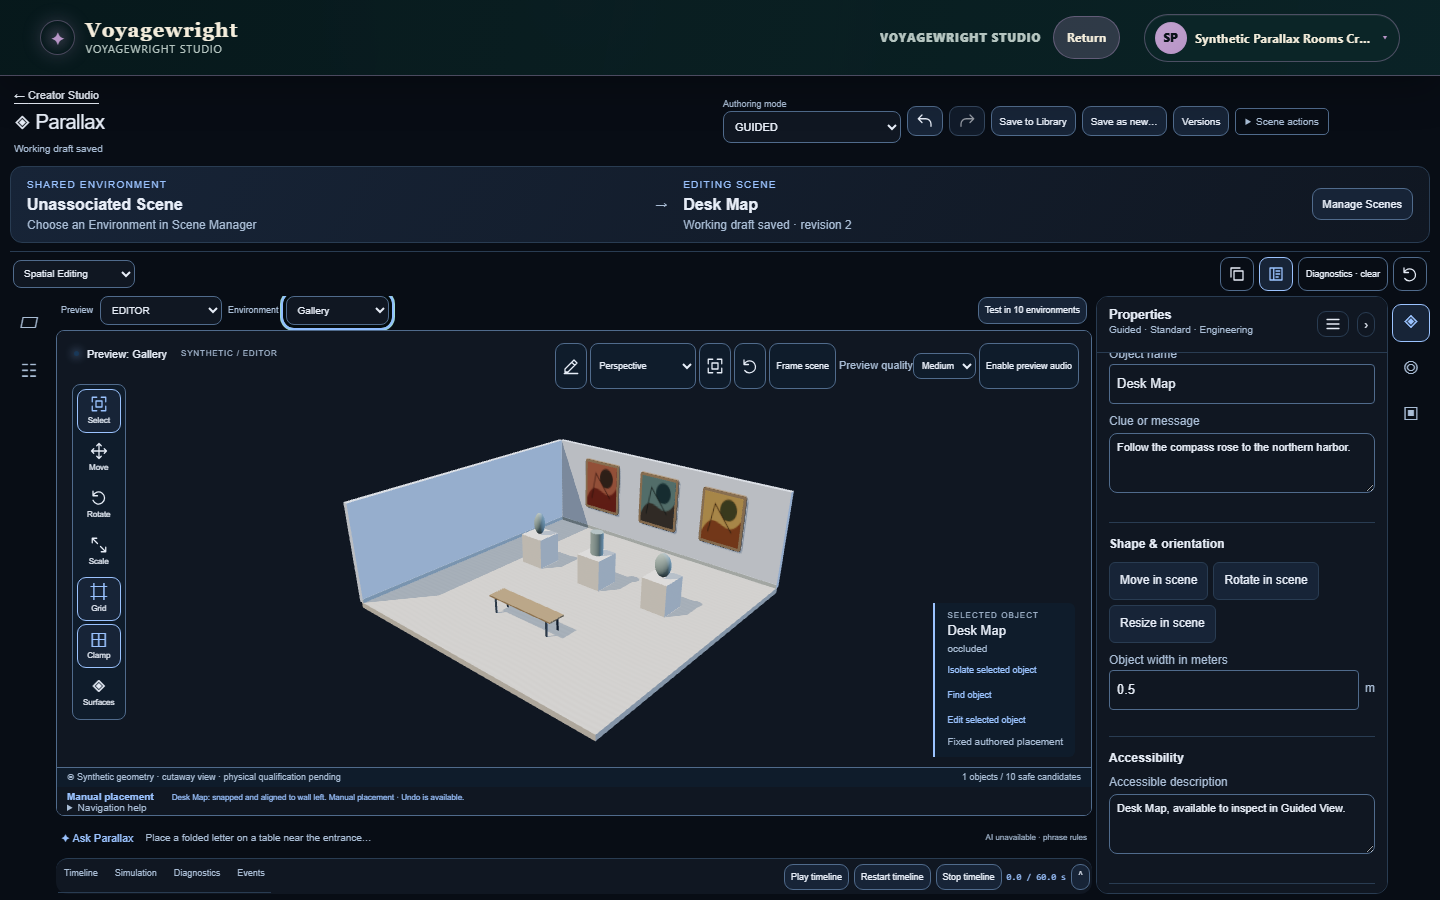 Voyagewright
VOYAGEWRIGHT STUDIO
VOYAGEWRIGHT STUDIO
Return
SP
Synthetic Parallax Rooms Cr...
← Creator Studio
Parallax
Working draft saved
Authoring mode
GUIDED
Save to Library
Save as new...
Versions
Scene actions
SHARED ENVIRONMENT
Unassociated Scene
Choose an Environment in Scene Manager
→
EDITING SCENE
Desk Map
Working draft saved · revision 2
Manage Scenes
Spatial Editing
Diagnostics · clear
Preview
EDITOR
Environment
Gallery
Test in 10 environments
Preview: Gallery
SYNTHETIC / EDITOR
Perspective
Frame scene
Preview quality
Medium
Enable preview audio
Select
Move
Rotate
Scale
Grid
Clamp
Surfaces
SELECTED OBJECT
Desk Map
occluded
Isolate selected object
Find object
Edit selected object
Fixed authored placement
Synthetic geometry · cutaway view · physical qualification pending
1 objects / 10 safe candidates
Manual placement
Desk Map: snapped and aligned to wall left. Manual placement · Undo is available.
Navigation help
Ask Parallax
Place a folded letter on a table near the entrance...
AI unavailable · phrase rules
Timeline
Simulation
Diagnostics
Events
Play timeline
Restart timeline
Stop timeline
0.0 / 60.0 s
Properties
Guided · Standard · Engineering
Object name
Desk Map
Clue or message
Follow the compass rose to the northern harbor.
Shape & orientation
Move in scene
Rotate in scene
Resize in scene
Object width in meters
0.5
m
Accessibility
Accessible description
Desk Map, available to inspect in Guided View.